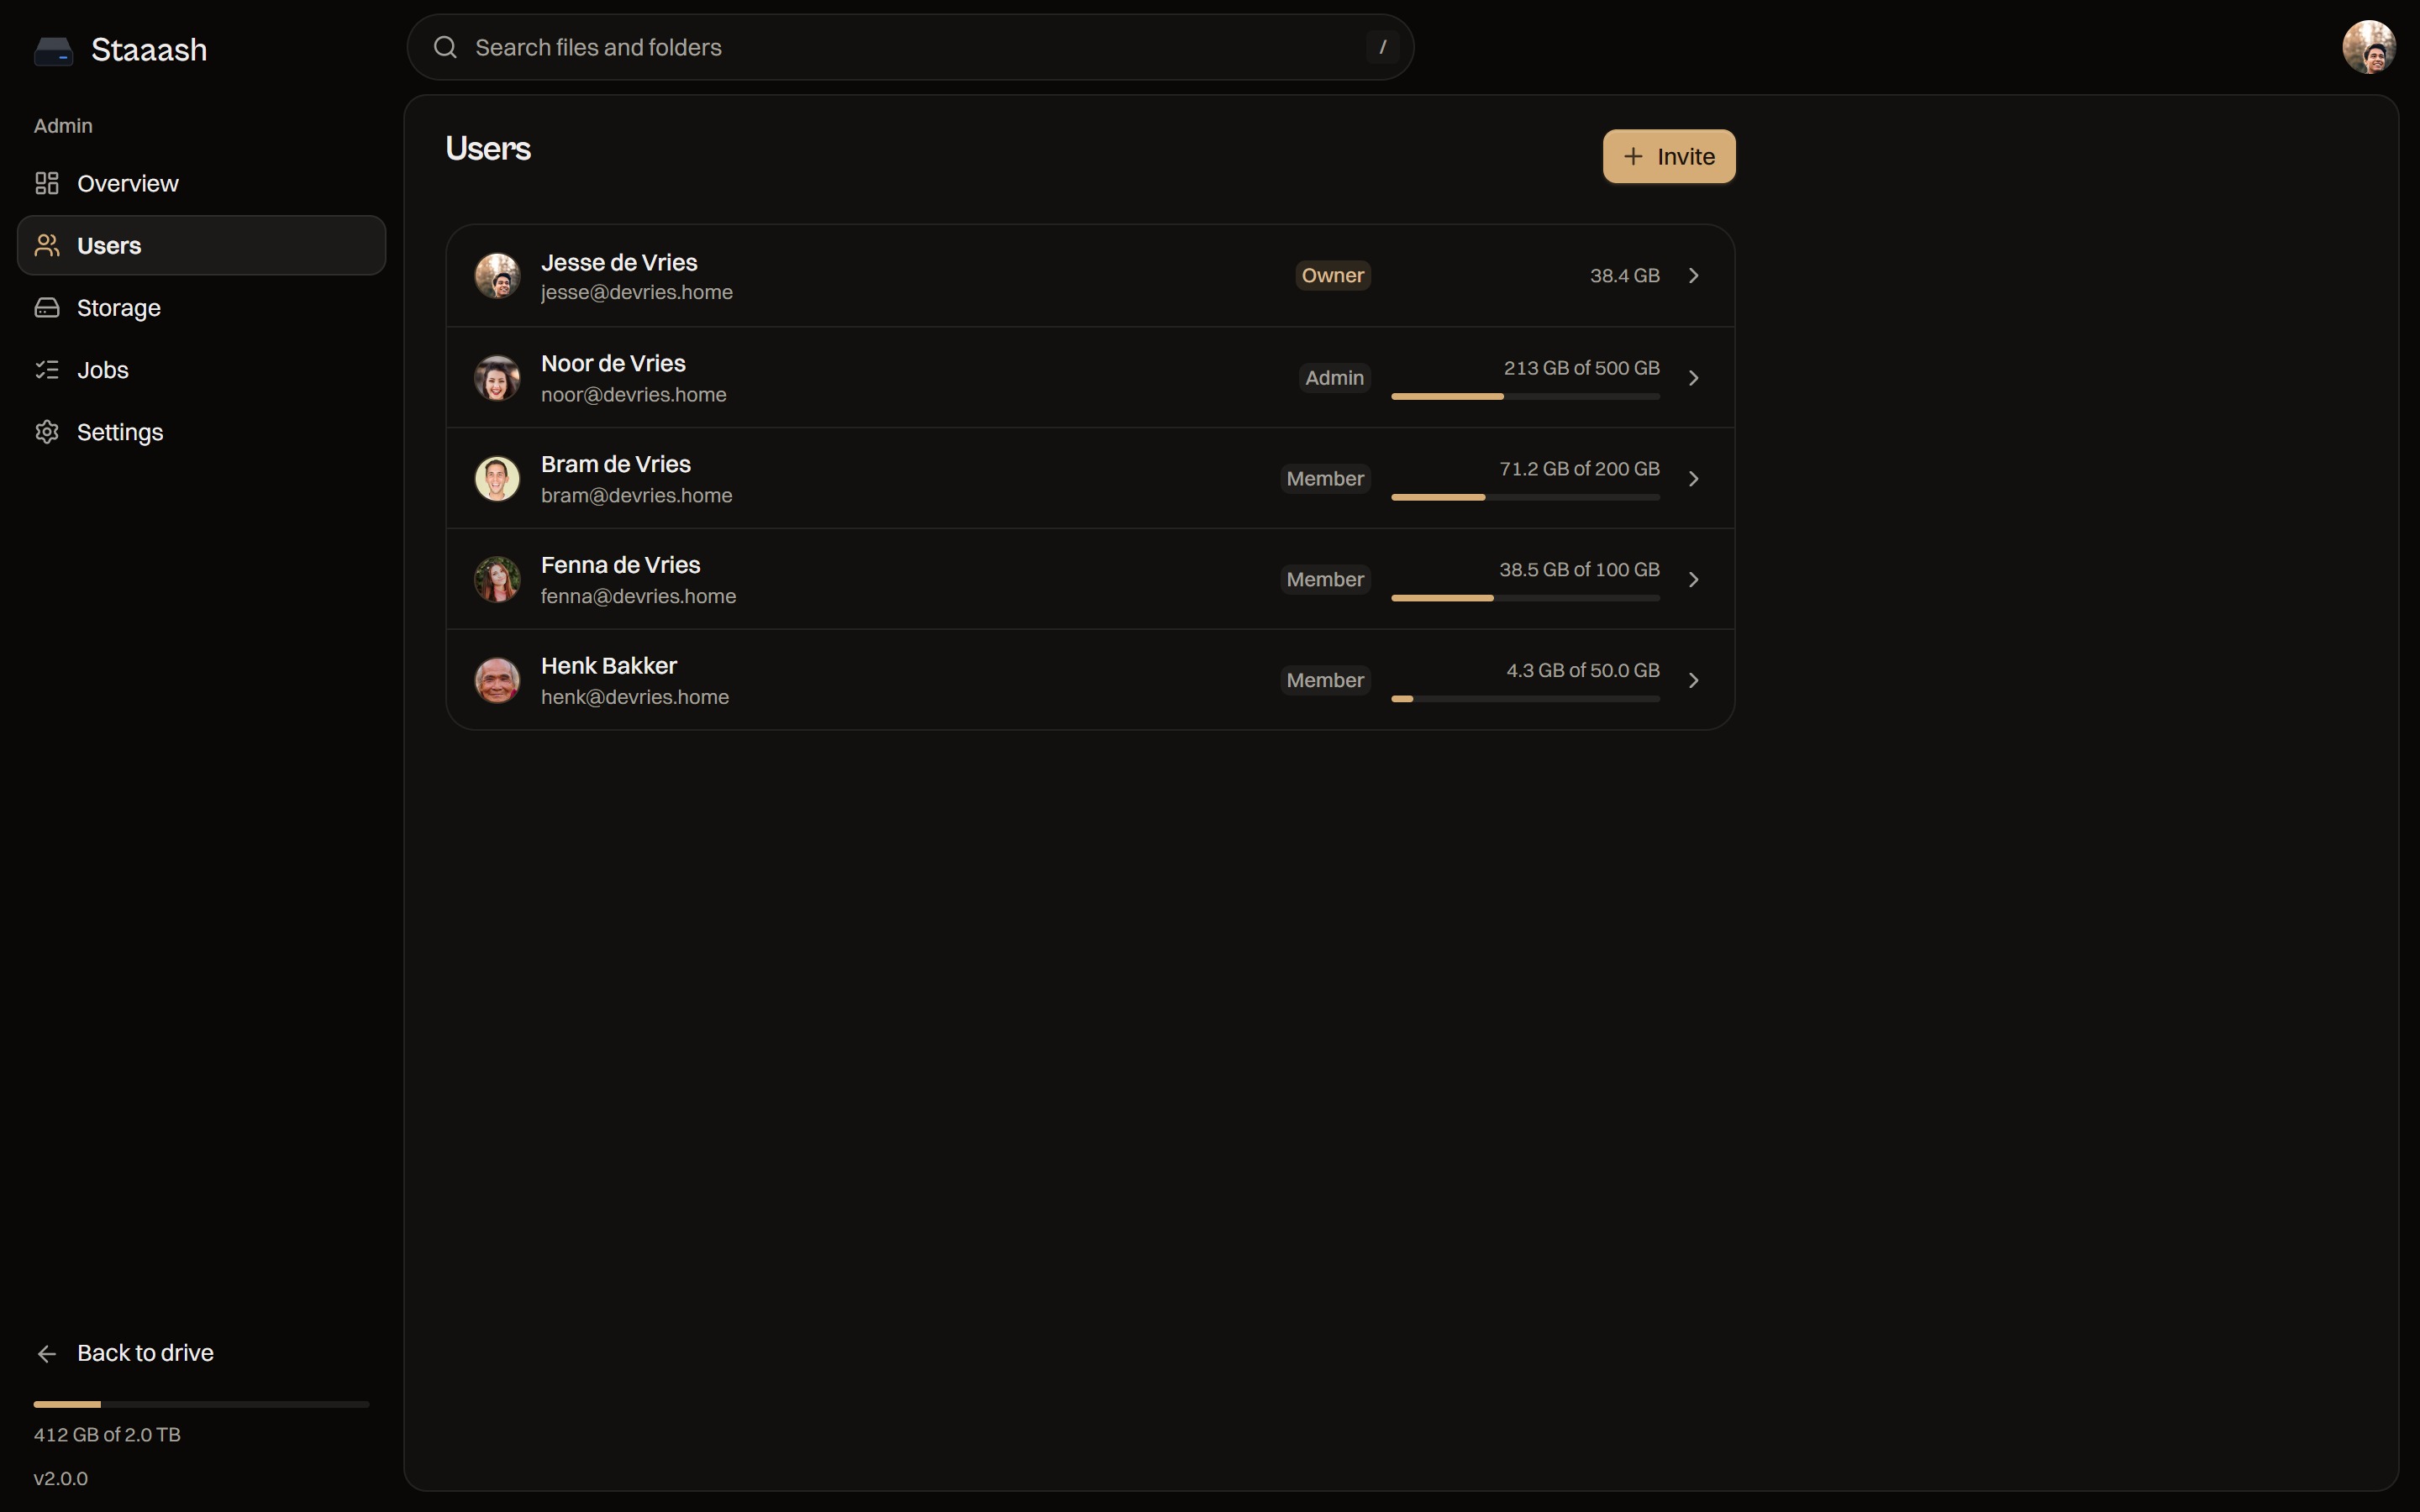 Staaash
Search files and folders
/
Admin
Overview
Users
Storage
Jobs
Settings
Users
Invite
Jesse de Vries
jesse@devries.home
Owner
38.4 GB
Noor de Vries
noor@devries.home
Admin
213 GB of 500 GB
Bram de Vries
bram@devries.home
Member
71.2 GB of 200 GB
Fenna de Vries
fenna@devries.home
Member
38.5 GB of 100 GB
Henk Bakker
henk@devries.home
Member
4.3 GB of 50.0 GB
Back to drive
412 GB of 2.0 TB
v2.0.0